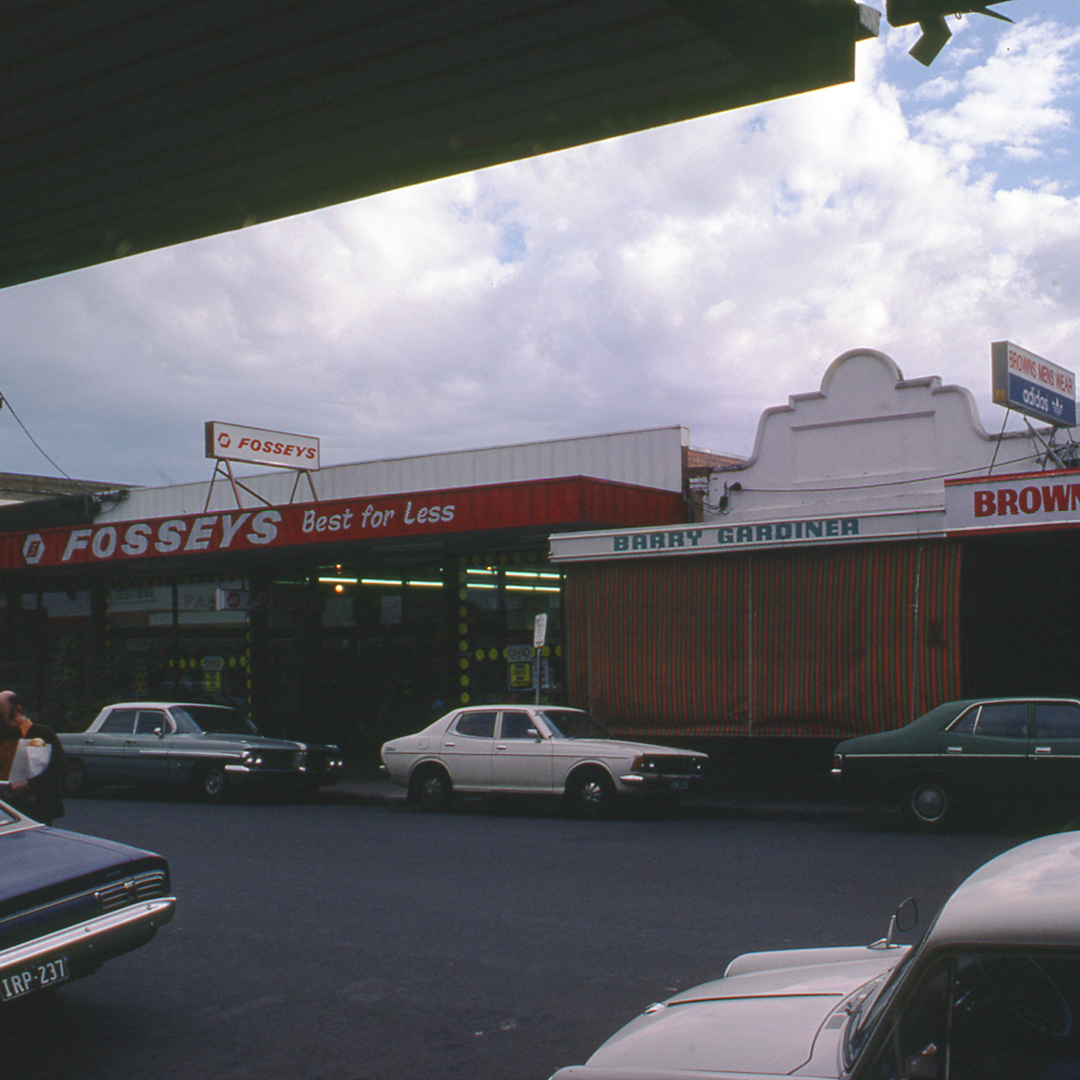 FOSSEYS
FOSSEYS Best for Less
BARRY GARDINER
BROWNS MENS WEAR
adidas
BROWN
IRP-237